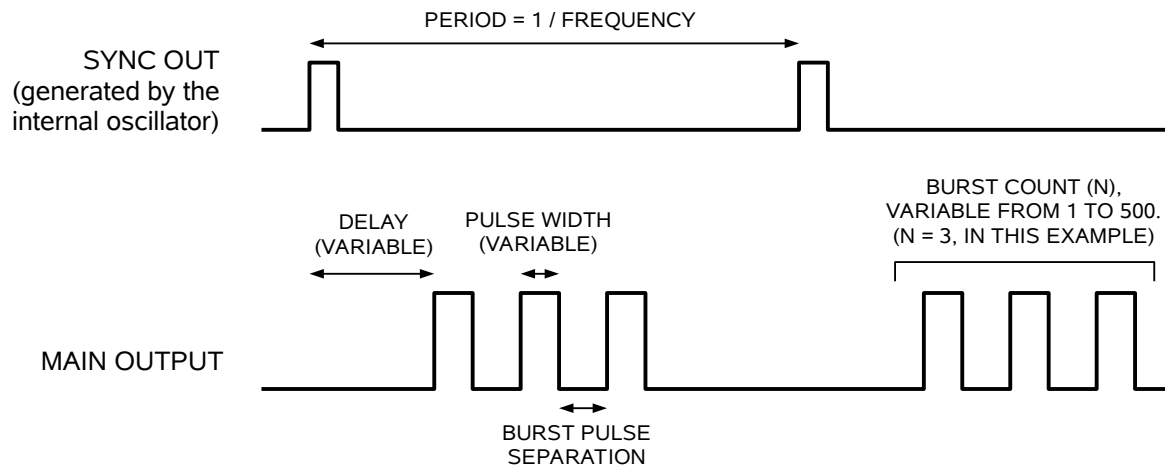 PERIOD = 1 / FREQUENCY
SYNC OUT
(generated by the
internal oscillator)
BURST COUNT (N),
VARIABLE FROM 1 TO 500.
(N = 3, IN THIS EXAMPLE)
DELAY
(VARIABLE)
PULSE WIDTH
(VARIABLE)
MAIN OUTPUT
BURST PULSE
SEPARATION